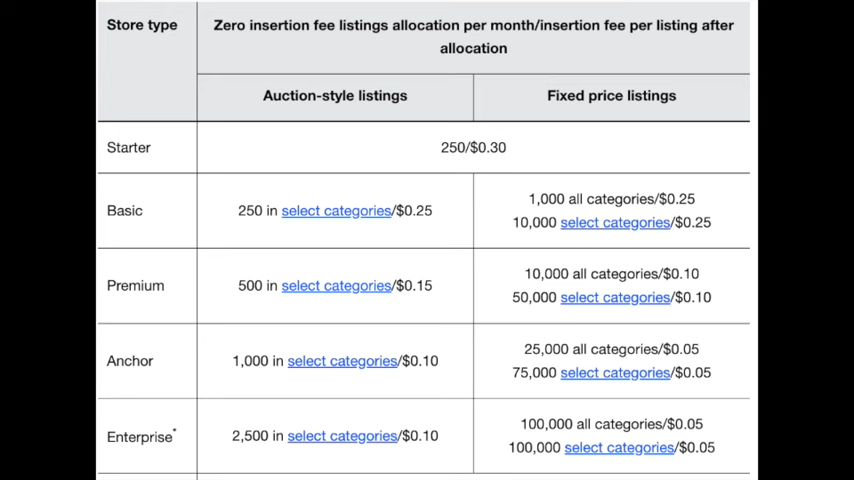 Store type
Zero insertion fee listings allocation per month/insertion fee per listing after
allocation
Auction-style listings
Fixed price listings
Starter
250/$0.30
Basic
250 in select categories/$0.25
1,000 all categories/$0.25
10,000 select categories/$0.25
Premium
500 in select categories/$0.15
10,000 all categories/$0.10
50,000 select categories/$0.10
Anchor
1,000 in select categories/$0.10
25,000 all categories/$0.05
75,000 select categories/$0.05
Enterprise*
2,500 in select categories/$0.10
100,000 all categories/$0.05
100,000 select categories/$0.05